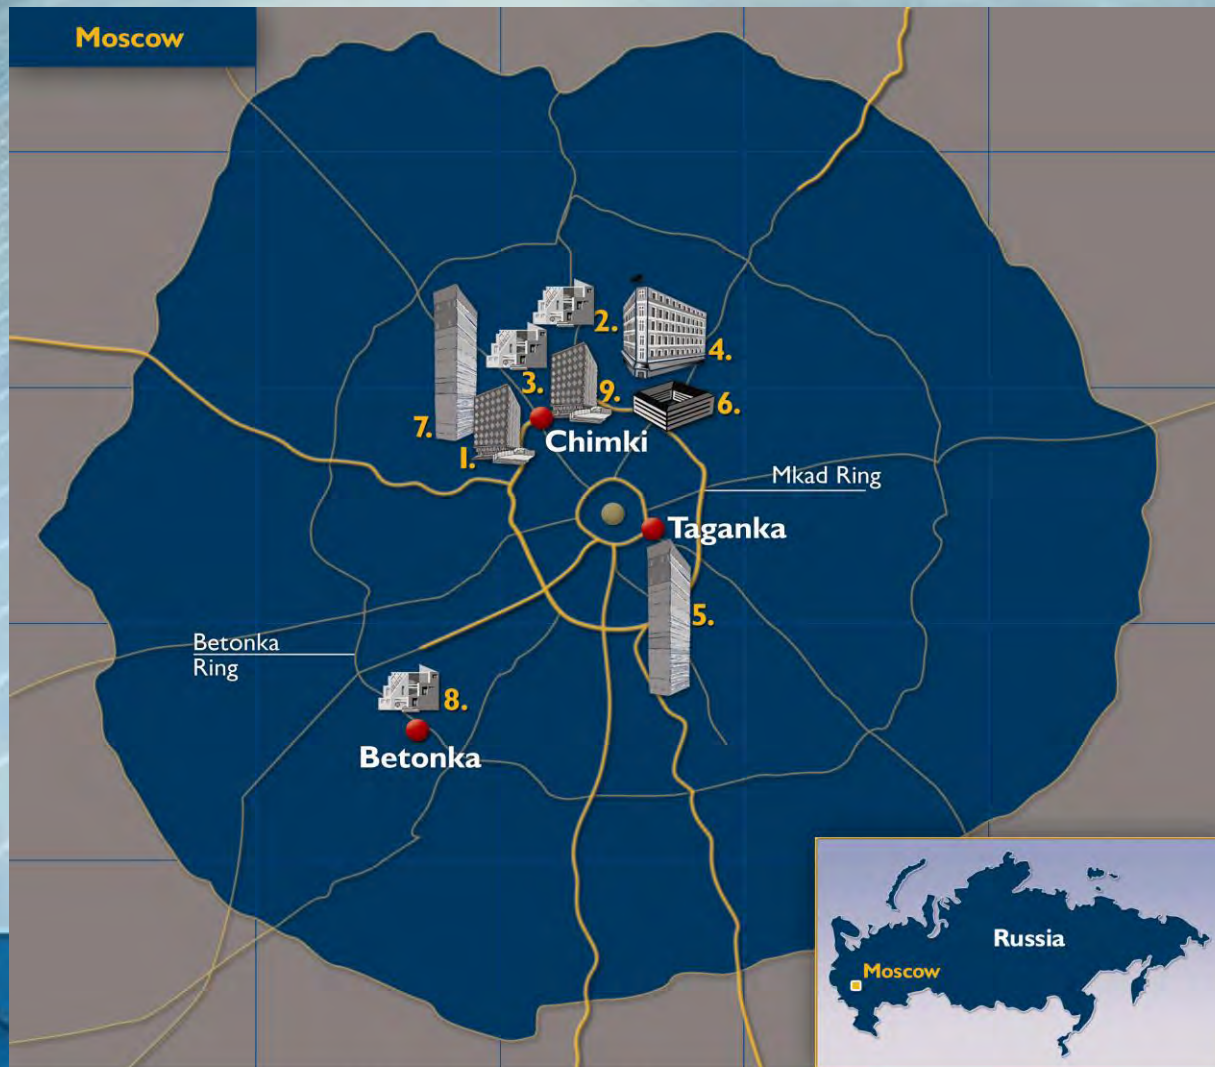 Moscow
2.
4.
3.
9.
6.
7.
Chimki
1.
Mkad Ring
Taganka
5.
Betonka
Ring
8.
Betonka
Russia
Moscow